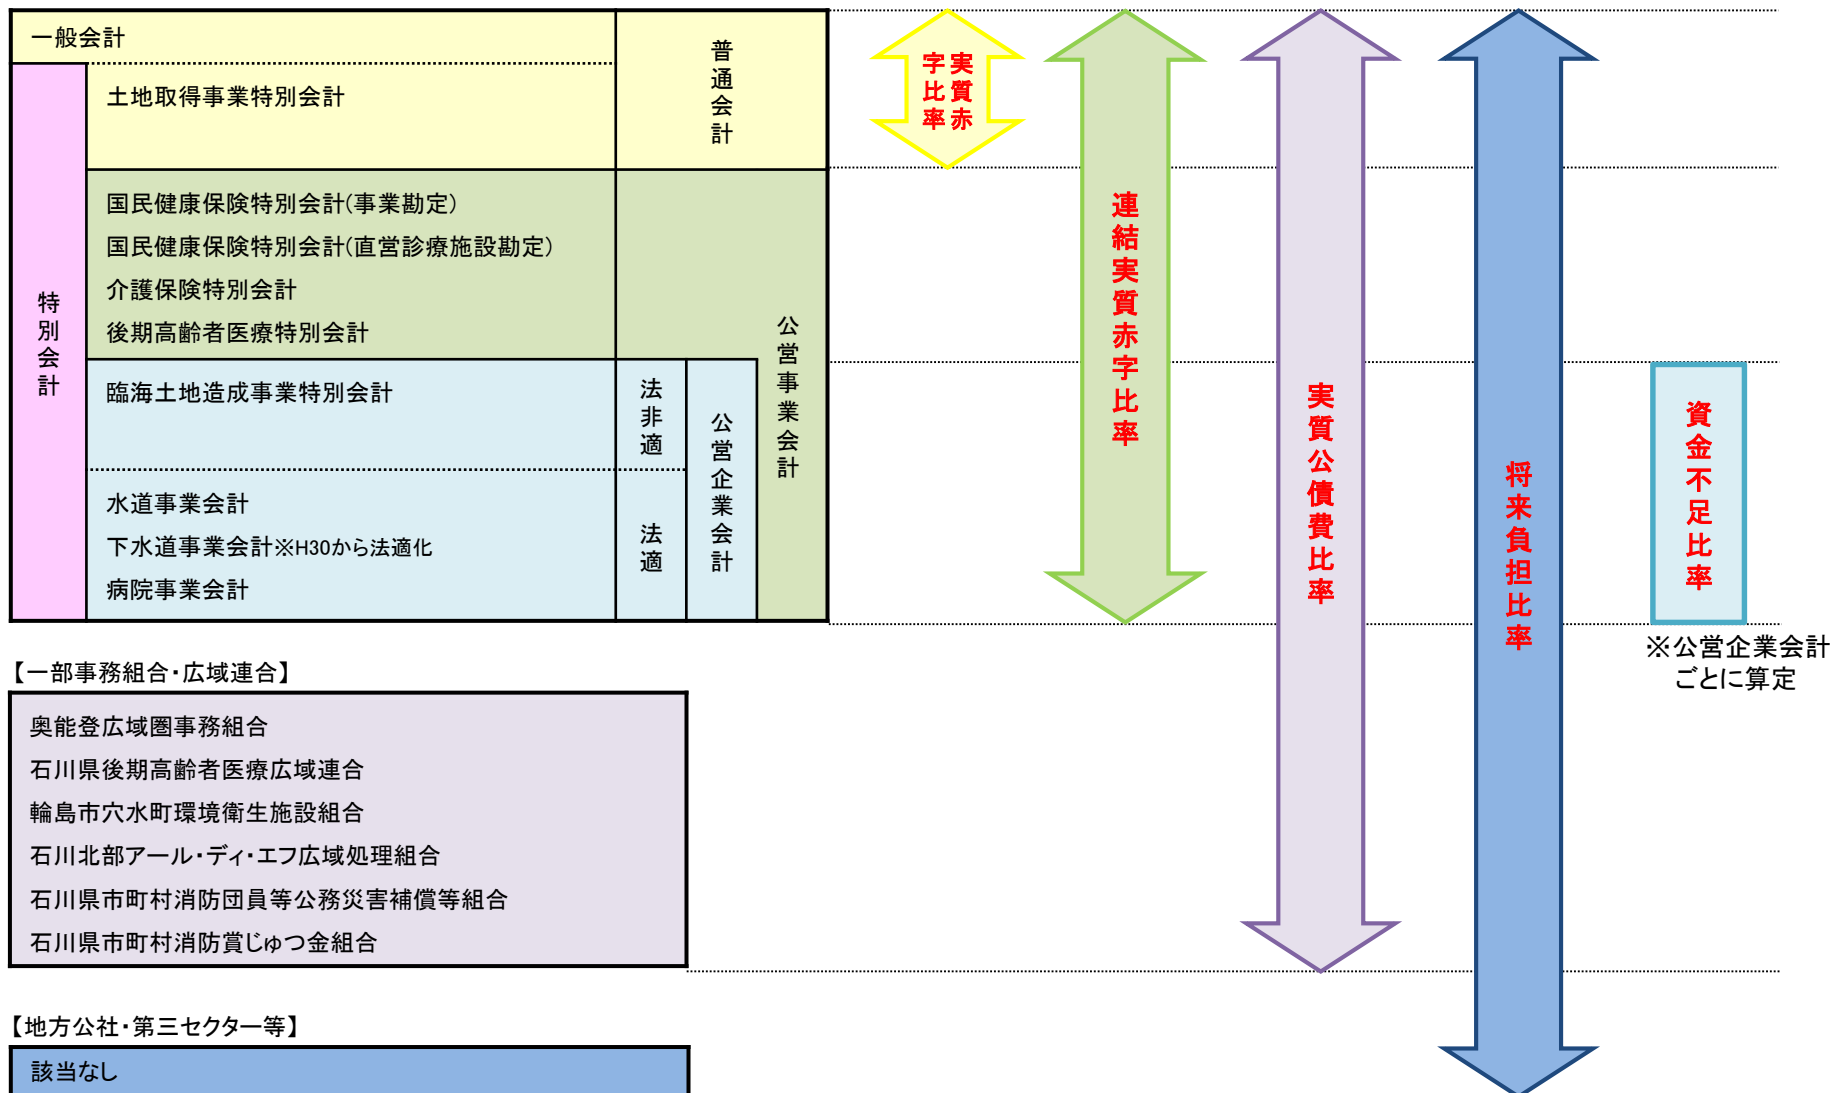 一般会計
土地取得事業特別会計
普通会計
特別会計
国民健康保険特別会計(事業勘定)
国民健康保険特別会計(直営診療施設勘定)
介護保険特別会計
後期高齢者医療特別会計
公営事業会計
臨海土地造成事業特別会計
法非適
公営企業会計
水道事業会計
下水道事業会計※H30から法適化
病院事業会計
法適
実質赤
字比率
連結実質赤字比率
実質公債費比率
将来負担比率
資金不足比率
※公営企業会計
ごとに算定
【一部事務組合・広域連合】
奥能登広域圏事務組合
石川県後期高齢者医療広域連合
輪島市穴水町環境衛生施設組合
石川北部アール・ディ・エフ広域処理組合
石川県市町村消防団員等公務災害補償等組合
石川県市町村消防賞じゅつ金組合
【地方公社・第三セクター等】
該当なし